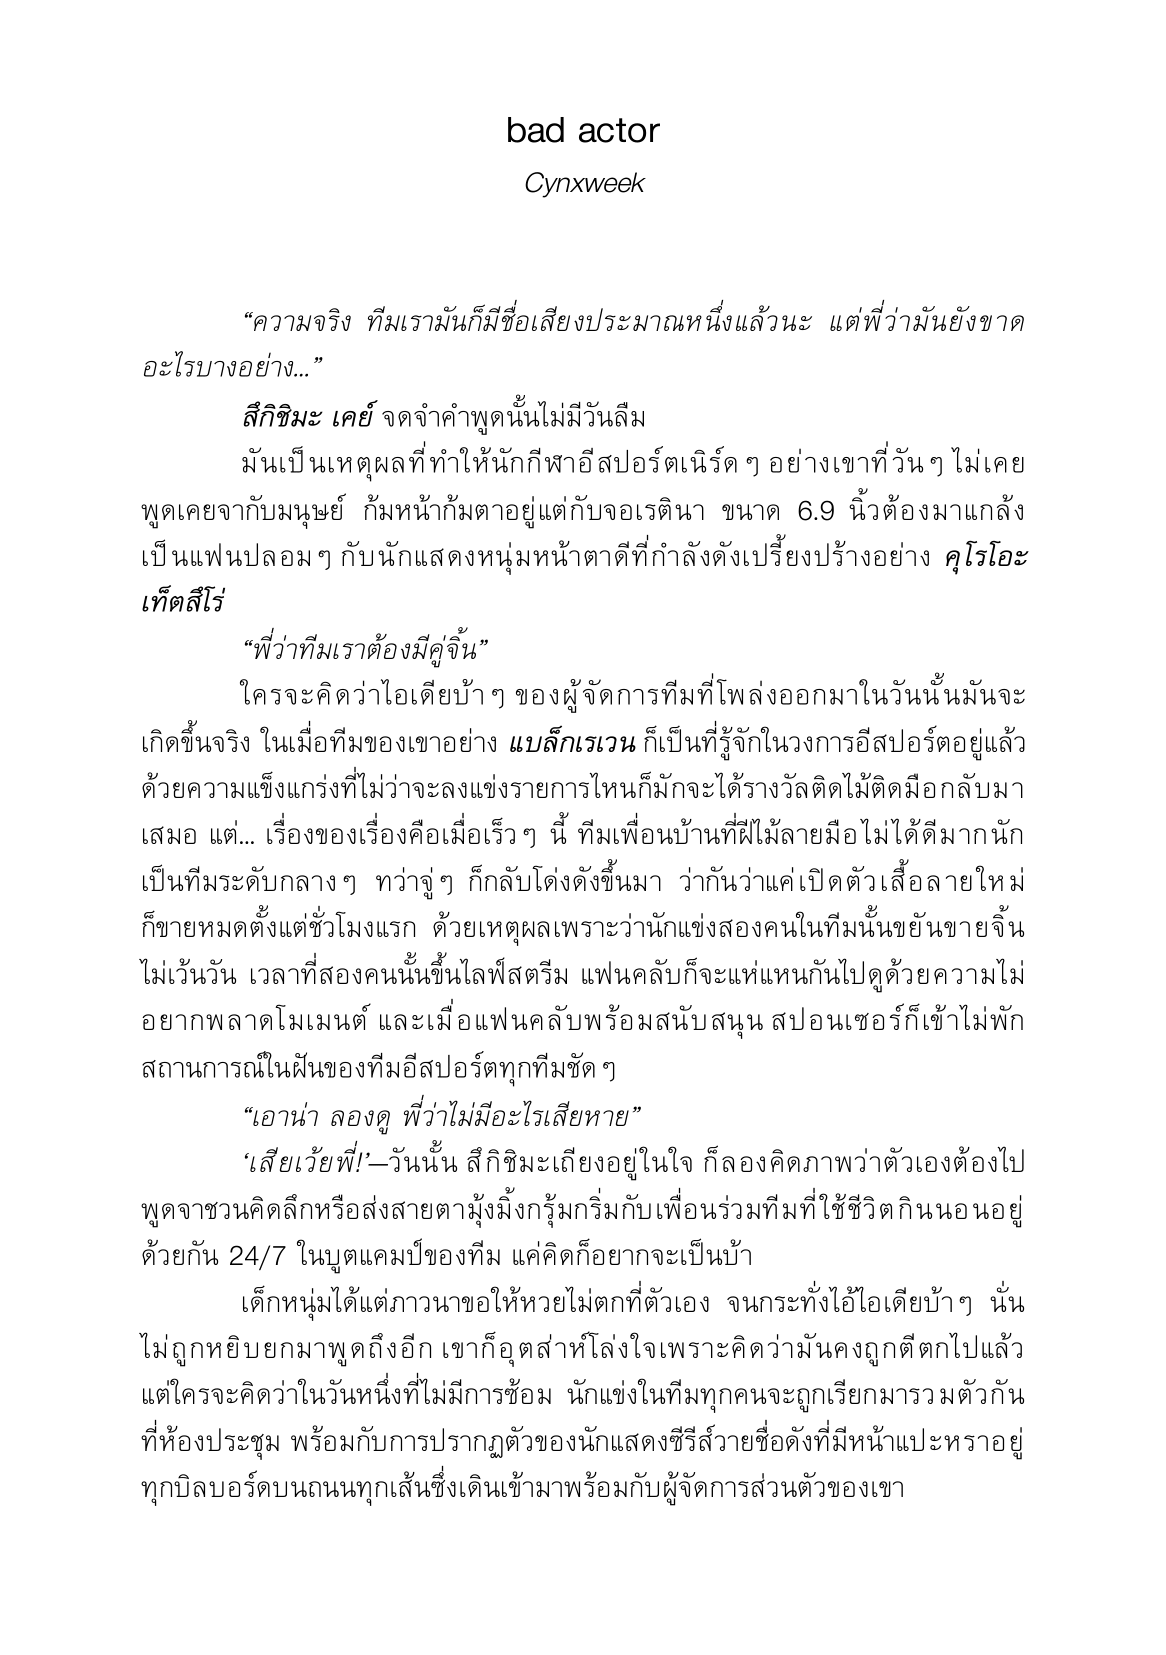 bad actor
Cynxweek
“ความจริง ทีมเรามันก็มีชื่อเสียงประมาณหนึ่งแล้วนะ แต่พี่ว่ามันยังขาด
อะไรบางอย่าง...”
สึกิชิมะ เคย์ จดจำคำพูดนั้นไม่มีวันลืม
มันเป็นเหตุผลที่ทำให้นักกีฬาอีสปอร์ตเนิร์ดๆ อย่างเขาที่วันๆ ไม่เคย
พูดเคยจากับมนุษย์ ก้มหน้าก้มตาอยู่แต่กับจอเรตินา ขนาด 6.9 นิ้วต้องมาแกล้ง
เป็นแฟนปลอมๆ กับนักแสดงหนุ่มหน้าตาดีที่กำลังดังเปรี้ยงปร้างอย่าง คุโรโอะ
เท็ตสึโร่
“พี่ว่าทีมเราต้องมีคู่จิ้น”
ใครจะคิดว่าไอเดียบ้าๆ ของผู้จัดการทีมที่โพล่งออกมาในวันนั้นมันจะ
เกิดขึ้นจริง ในเมื่อทีมของเขาอย่าง แบล็กเรเวน ก็เป็นที่รู้จักในวงการอีสปอร์ตอยู่แล้ว
ด้วยความแข็งแกร่งที่ไม่ว่าจะลงแข่งรายการไหนก็มักจะได้รางวัลติดไม้ติดมือกลับมา
เสมอ แต่... เรื่องของเรื่องคือเมื่อเร็วๆ นี้ ทีมเพื่อนบ้านที่ฝีไม้ลายมือไม่ได้ดีมากนัก
เป็นทีมระดับกลางๆ ทว่าจู่ๆ ก็กลับโด่งดังขึ้นมา ว่ากันว่าแค่เปิดตัวเสื้อลายใหม่
ก็ขายหมดตั้งแต่ชั่วโมงแรก ด้วยเหตุผลเพราะว่านักแข่งสองคนในทีมนั้นขยันขายจิ้น
ไม่เว้นวัน เวลาที่สองคนนั้นขึ้นไลฟ์สตรีม แฟนคลับก็จะแห่แหนกันไปดูด้วยความไม่
อยากพลาดโมเมนต์ และเมื่อแฟนคลับพร้อมสนับสนุน สปอนเซอร์ก็เข้าไม่พัก
สถานการณ์ในฝันของทีมอีสปอร์ตทุกทีมชัดๆ
“เอาน่า ลองดู พี่ว่าไม่มีอะไรเสียหาย”
‘เสียเว้ยพี่!’—วันนั้น สึกิชิมะเถียงอยู่ในใจ ก็ลองคิดภาพว่าตัวเองต้องไป
พูดจาชวนคิดลึกหรือส่งสายตามุ้งมิ้งกรุ้มกริ่มกับเพื่อนร่วมทีมที่ใช้ชีวิตกินนอนอยู่
ด้วยกัน 24/7 ในบูตแคมป์ของทีม แค่คิดก็อยากจะเป็นบ้า
เด็กหนุ่มได้แต่ภาวนาขอให้หวยไม่ตกที่ตัวเอง จนกระทั่งไอ้ไอเดียบ้าๆ นั่น
ไม่ถูกหยิบยกมาพูดถึงอีก เขาก็อุตส่าห์โล่งใจเพราะคิดว่ามันคงถูกตีตกไปแล้ว
แต่ใครจะคิดว่าในวันหนึ่งที่ไม่มีการซ้อม นักแข่งในทีมทุกคนจะถูกเรียกมารวมตัวกัน
ที่ห้องประชุม พร้อมกับการปรากฏตัวของนักแสดงซีรีส์วายชื่อดังที่มีหน้าแปะหราอยู่
ทุกบิลบอร์ดบนถนนทุกเส้นซึ่งเดินเข้ามาพร้อมกับผู้จัดการส่วนตัวของเขา